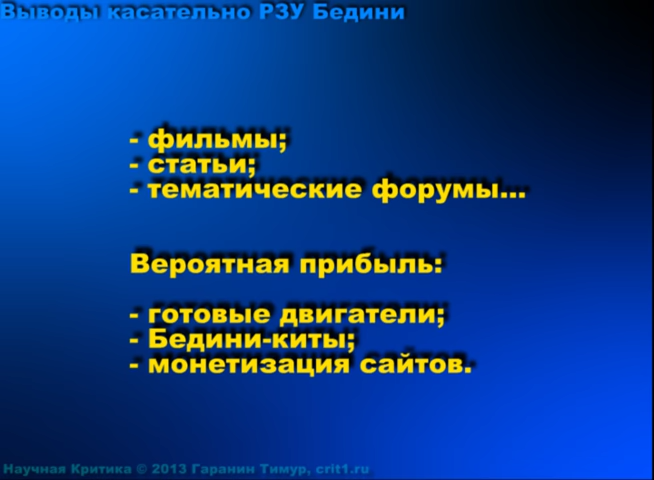 Выводы касательно РЗУ Бедини
- фильмы;
- статьи;
- тематические форумы...
Вероятная прибыль:
- готовые двигатели;
- Бедини-киты;
- монетизация сайтов.
Научная Критика © 2013 Гаранин Тимур, crit1.ru